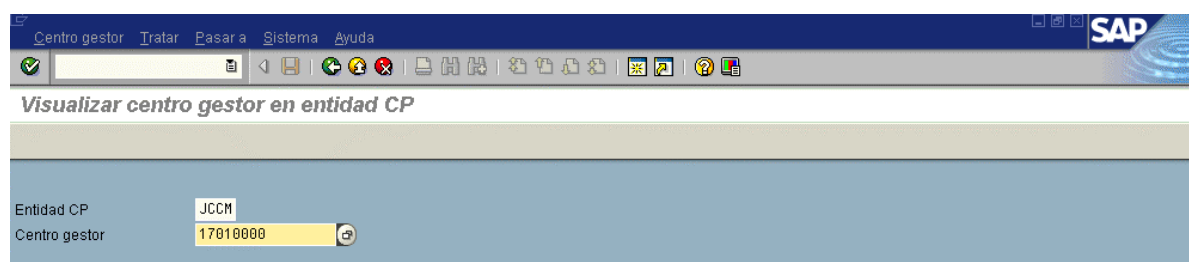 Centro gestor Tratar Pasar a Sistema Ayuda
SAP
Visualizar centro gestor en entidad CP
Entidad CP JCCM
Centro gestor 17010000